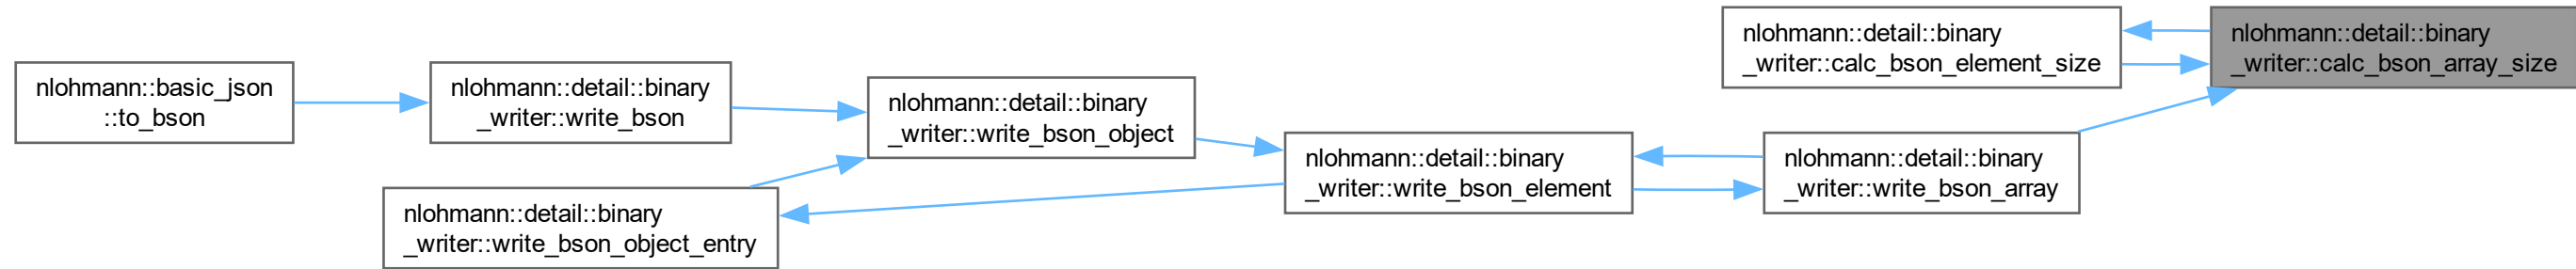 nlohmann::basic_json
::to_bson
nlohmann::detail::binary
_writer::write_bson
nlohmann::detail::binary
_writer::write_bson_object_entry
nlohmann::detail::binary
_writer::write_bson_object
nlohmann::detail::binary
_writer::write_bson_element
nlohmann::detail::binary
_writer::calc_bson_element_size
nlohmann::detail::binary
_writer::write_bson_array
nlohmann::detail::binary
_writer::calc_bson_array_size